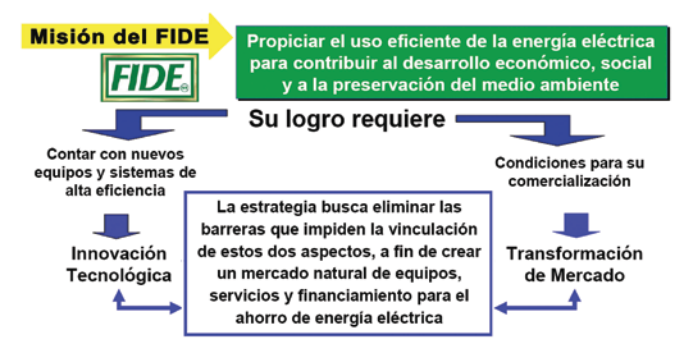 Misión del FIDE
Propiciar el uso eficiente de la energía eléctrica
para contribuir al desarrollo económico, social
y a la preservación del medio ambiente
FIDE®
Su logro requiere
Contar con nuevos
equipos y sistemas de
alta eficiencia
Condiciones para su
comercialización
La estrategia busca eliminar las
barreras que impiden la vinculación
de estos dos aspectos, a fin de crear
un mercado natural de equipos,
servicios y financiamiento para el
ahorro de energía eléctrica
Innovación
Tecnológica
Transformación
de Mercado